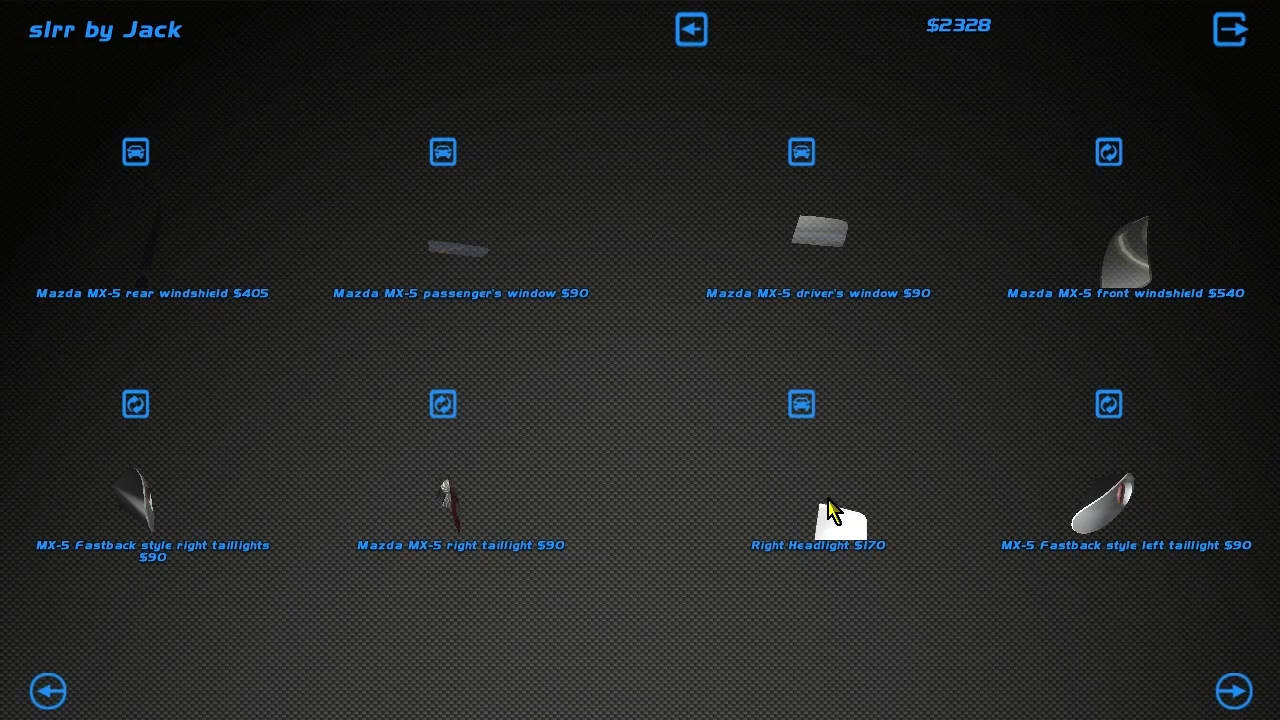 slrr by Jack
$2328
Mazda MX-5 rear windshield $405
Mazda MX-5 passenger's window $90
Mazda MX-5 driver's window $90
Mazda MX-5 front windshield $540
MX-5 Fastback style right taillights
$90
Mazda MX-5 right taillight $90
Right Headlight $170
MX-5 Fastback style left taillight $90